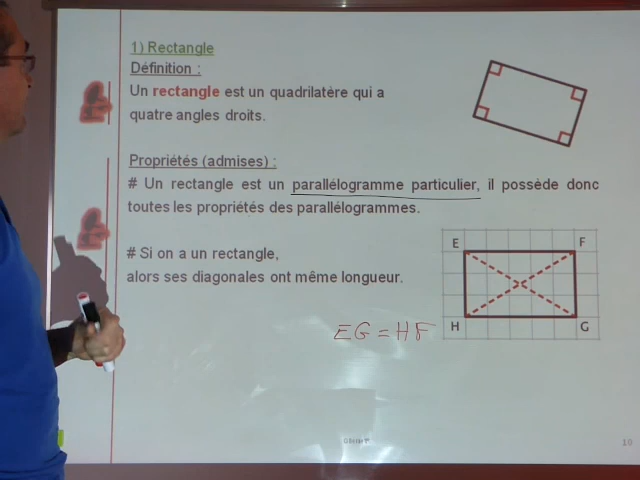 1) Rectangle
Définition :
Un rectangle est un quadrilatère qui a
quatre angles droits.
Propriétés (admises) :
# Un rectangle est un parallélogramme particulier, il possède donc
toutes les propriétés des parallélogrammes.
# Si on a un rectangle,
alors ses diagonales ont même longueur.
E F
H G
EG = HF
10